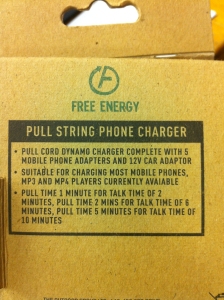 FREE ENERGY
PULL STRING PHONE CHARGER
• PULL CORD DYNAMO CHARGER COMPLETE WITH 5
MOBILE PHONE ADAPTERS AND 12V CAR ADAPTOR
• SUITABLE FOR CHARGING MOST MOBILE PHONES,
MP3 AND MP4 PLAYERS CURRENTLY AVAIABLE
• PULL TIME 1 MINUTE FOR TALK TIME OF 2
MINUTES, PULL TIME 2 MINS FOR TALK TIME OF 6
MINUTES, PULL TIME 5 MINUTES FOR TALK TIME OF
10 MINUTES